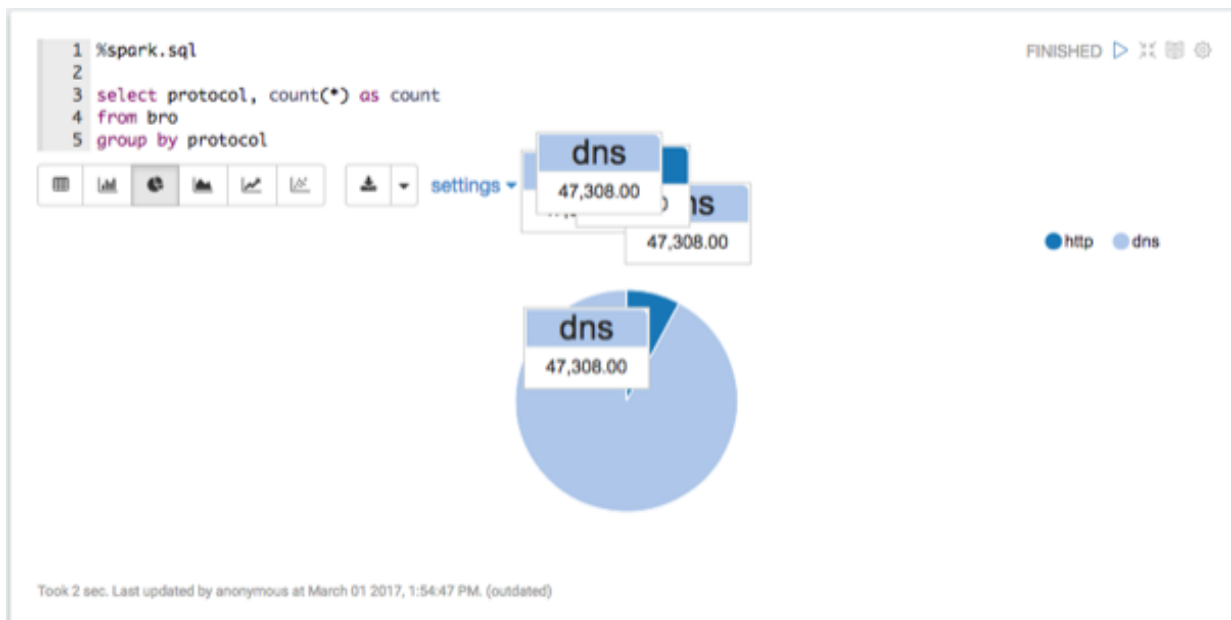 1 %spark.sql
2
3 select protocol, count(*) as count
4 from bro
5 group by protocol
FINISHED
settings
dns
47,308.00
47,308.00
http dns
dns
47,308.00
Took 2 sec. Last updated by anonymous at March 01 2017, 1:54:47 PM. (outdated)